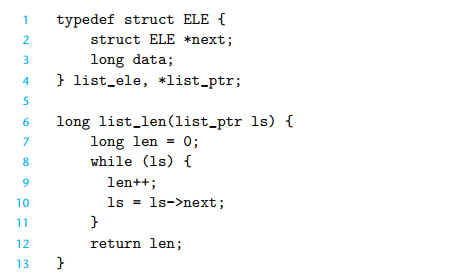 1 typedef struct ELE {
2     struct ELE *next;
3     long data;
4 } list_ele, *list_ptr;
5
6 long list_len(list_ptr ls) {
7     long len = 0;
8     while (ls) {
9       len++;
10       ls = ls->next;
11     }
12     return len;
13 }